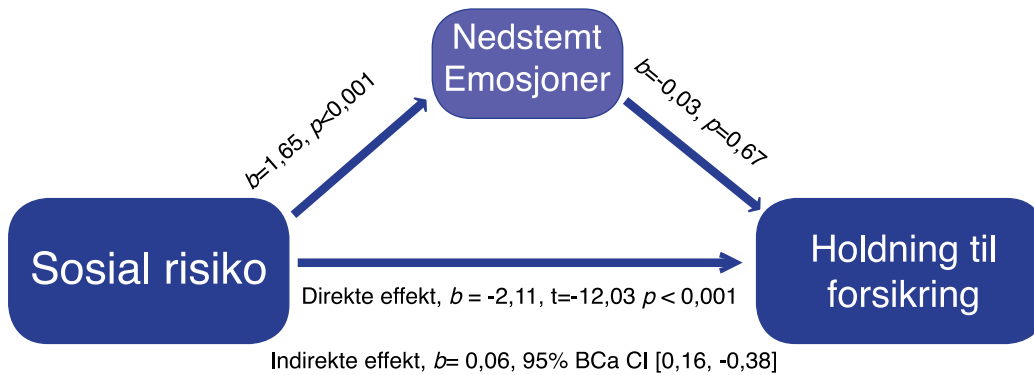 Nedstemt
Emosjoner
b=1,65, p<0,001
b=-0,03, p=0,67
Sosial risiko
Holdning til
forsikring
Direkte effekt, b = -2,11, t=-12,03 p < 0,001
Indirekte effekt, b= 0,06, 95% BCa CI [0,16, -0,38]